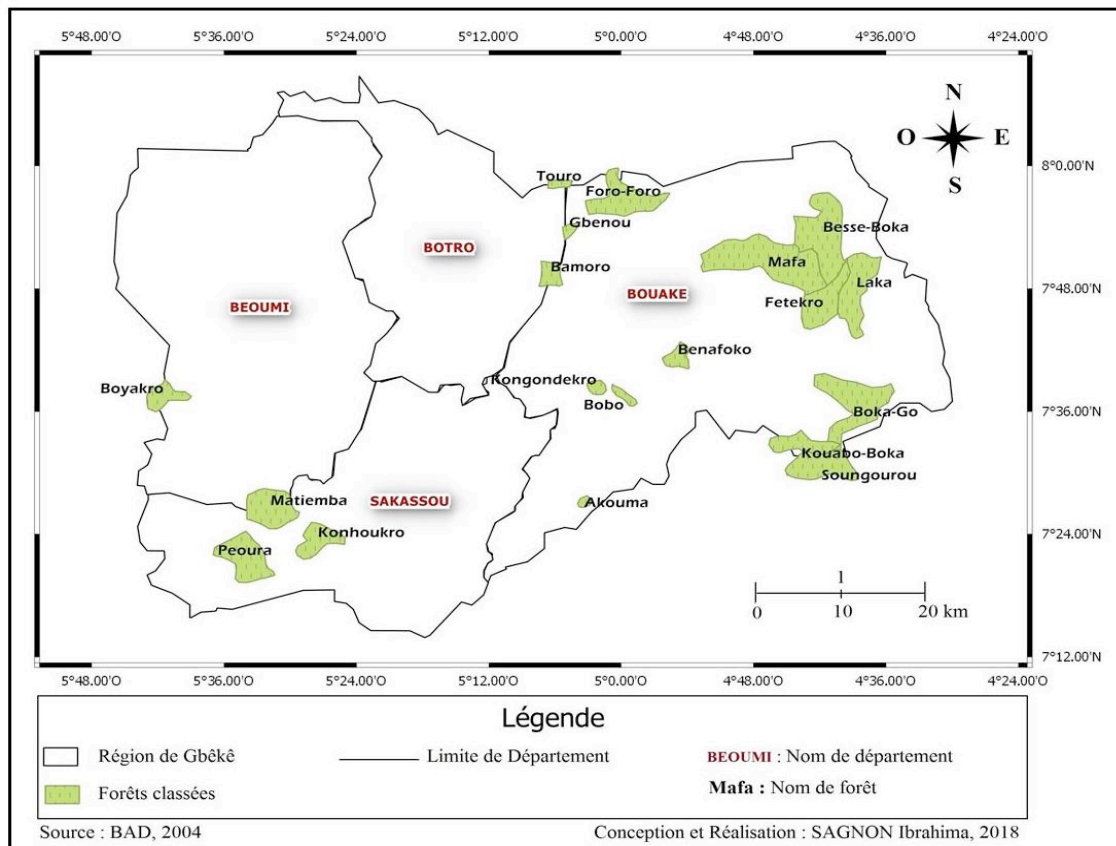 5°48.00'O 5°36.00'O 5°24.00'O 5°12.00'O 5°0.00'O 4°48.00'O 4°36.00'O 4°24.00'O
N
O E
S
8°0.00'N
7°48.00'N
7°36.00'N
7°24.00'N
7°12.00'N
Touro
Foro-Foro
Gbenou
Besse-Boka
BOTRO
Mafa
Bamoro
Laka
BOUAKE
BEOUMI
Fetekro
Benafoko
Kongondekro
Boyakro
Bobo
Boka-Go
Kouabo-Boka
Soungourou
Matiemba
SAKASSOU
Akouma
Konhoukro
Peoura
1
0 10 20 km
5°48.00'O 5°36.00'O 5°24.00'O 5°12.00'O 5°0.00'O 4°48.00'O 4°36.00'O 4°24.00'O
Légende
Région de Gbêkê
Limite de Département
BEOUMI : Nom de département
Forêts classées
Mafa : Nom de forêt
Source : BAD, 2004
Conception et Réalisation : SAGNON Ibrahima, 2018